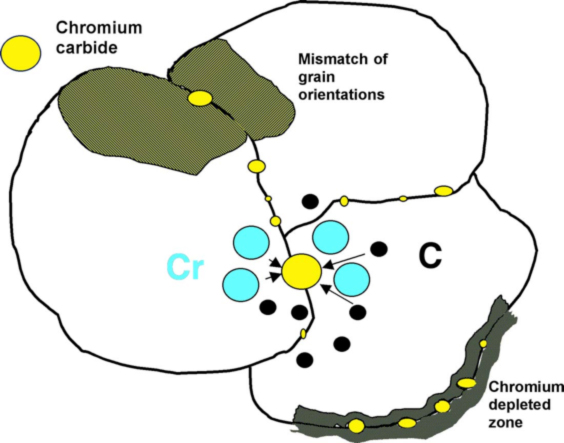 Chromium
carbide
Mismatch of
grain
orientations
Cr
C
Chromium
depleted
zone